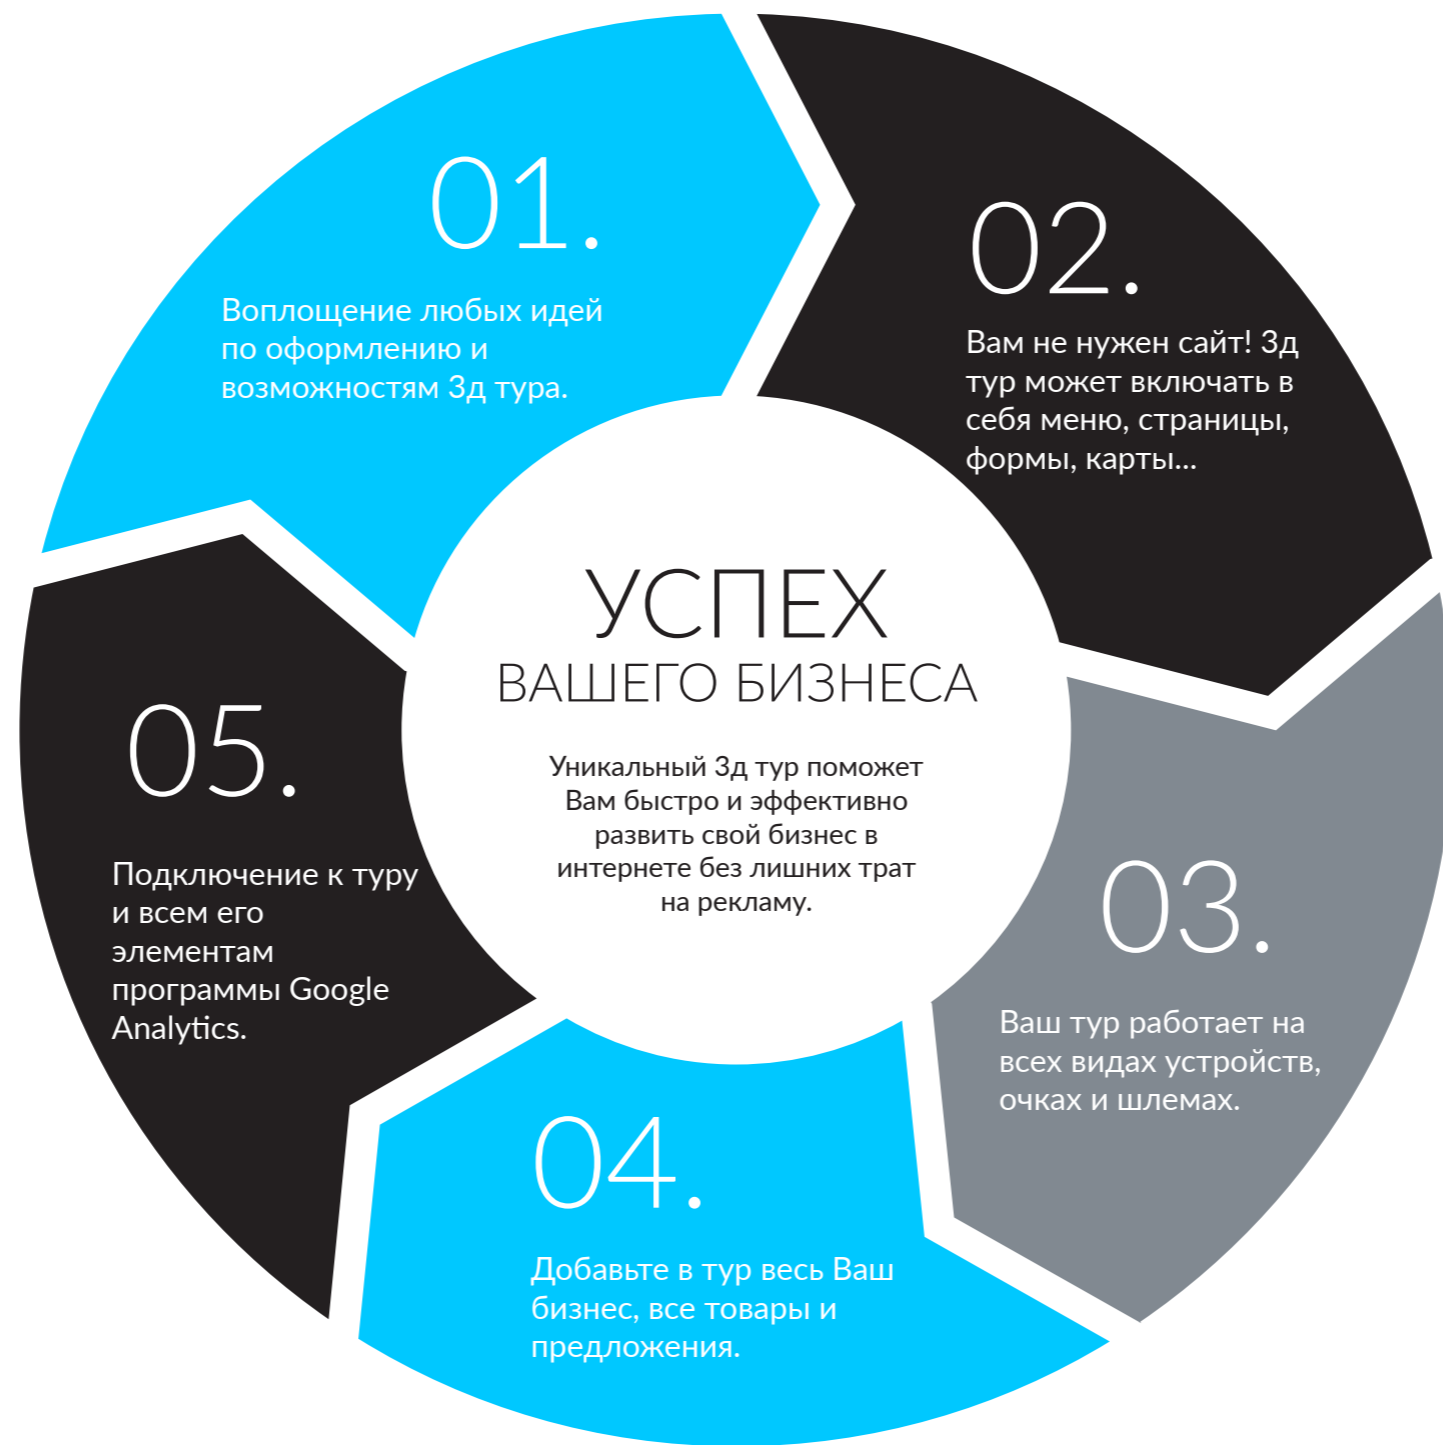 01.
Воплощение любых идей
по оформлению и
возможностям 3д тура.
02.
Вам не нужен сайт! 3д
тур может включать в
себя меню, страницы,
формы, карты...
УСПЕХ
ВАШЕГО БИЗНЕСА
Уникальный 3д тур поможет
Вам быстро и эффективно
развить свой бизнес в
интернете без лишних трат
на рекламу.
03.
Ваш тур работает на
всех видах устройств,
очках и шлемах.
04.
Добавьте в тур весь Ваш
бизнес, все товары и
предложения.
05.
Подключение к туру
и всем его
элементам
программы Google
Analytics.